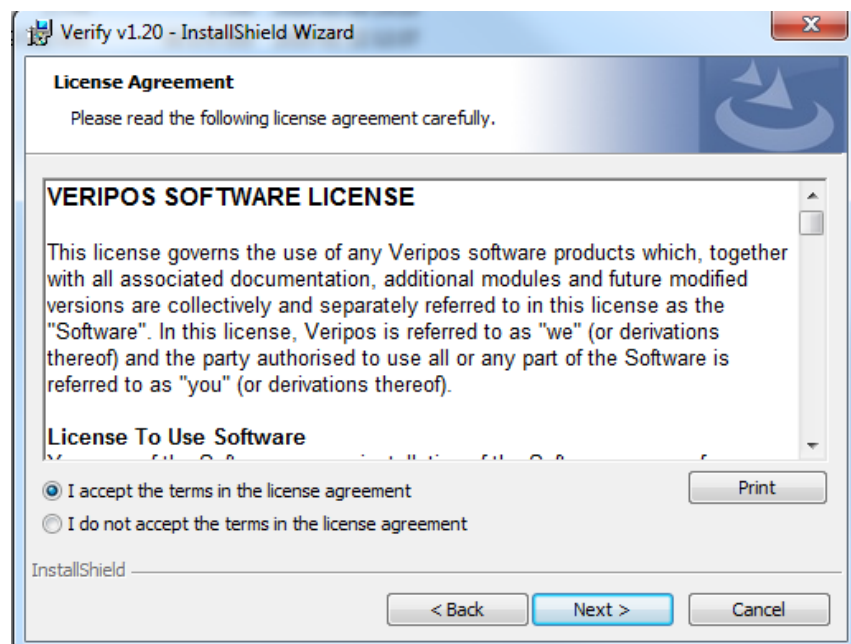 Verify v1.20 - InstallShield Wizard
License Agreement
Please read the following license agreement carefully.
VERIPOS SOFTWARE LICENSE
This license governs the use of any Veripos software products which, together
with all associated documentation, additional modules and future modified
versions are collectively and separately referred to in this license as the
"Software". In this license, Veripos is referred to as "we" (or derivations
thereof) and the party authorised to use all or any part of the Software is
referred to as "you" (or derivations thereof).
License To Use Software
I accept the terms in the license agreement
Print
I do not accept the terms in the license agreement
InstallShield
< Back
Next >
Cancel